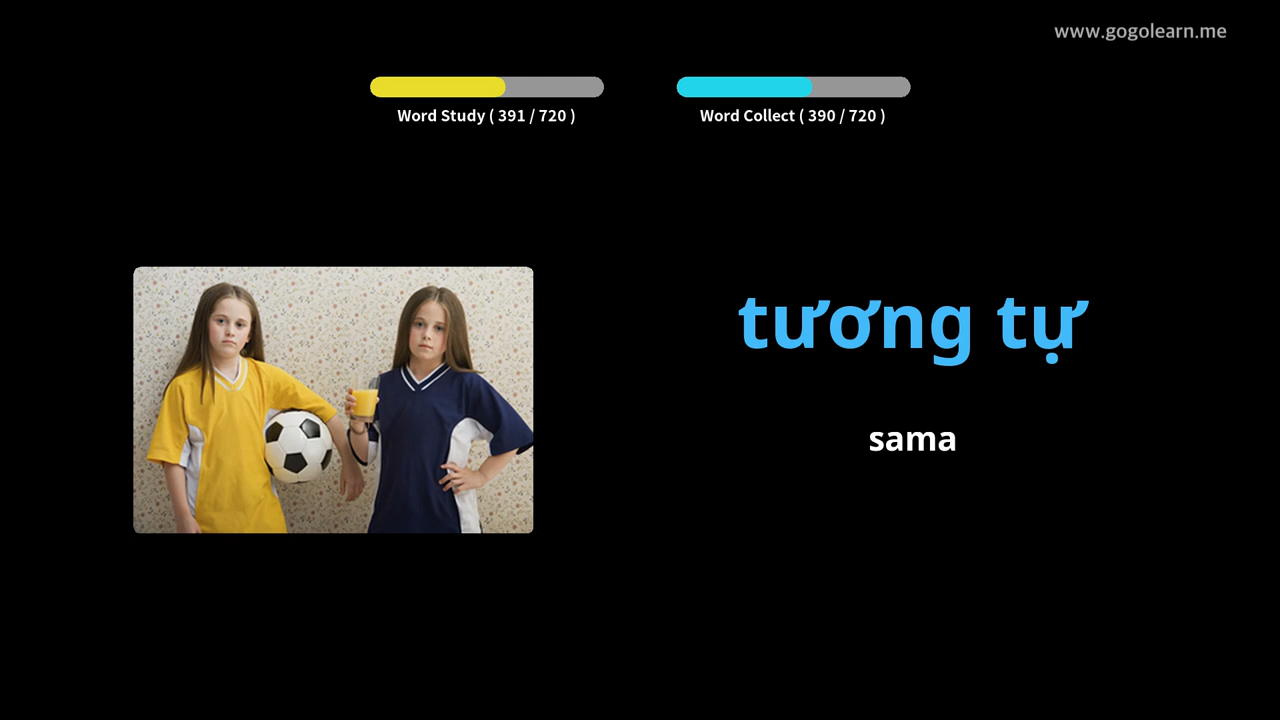 www.gogolearn.me
Word Study ( 391 / 720 )
Word Collect ( 390 / 720 )
tương tự
sama